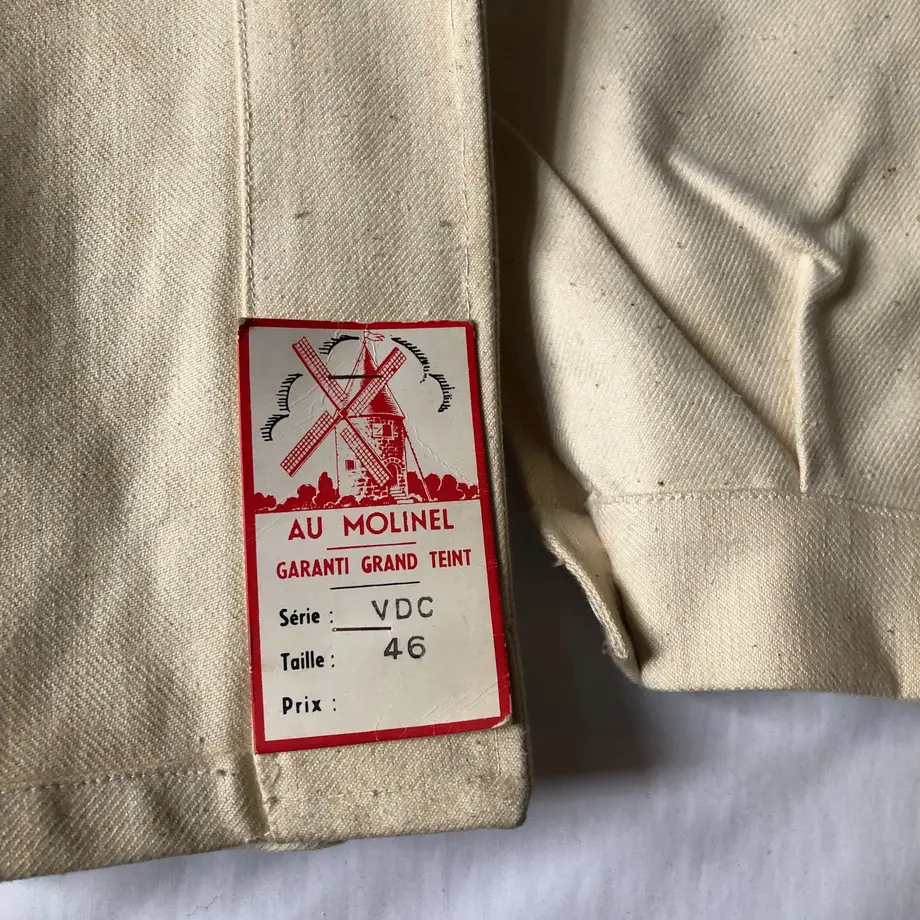 AU MOLINEL
GARANTI GRAND TEINT
Série : VDC
Taille : 46
Prix :